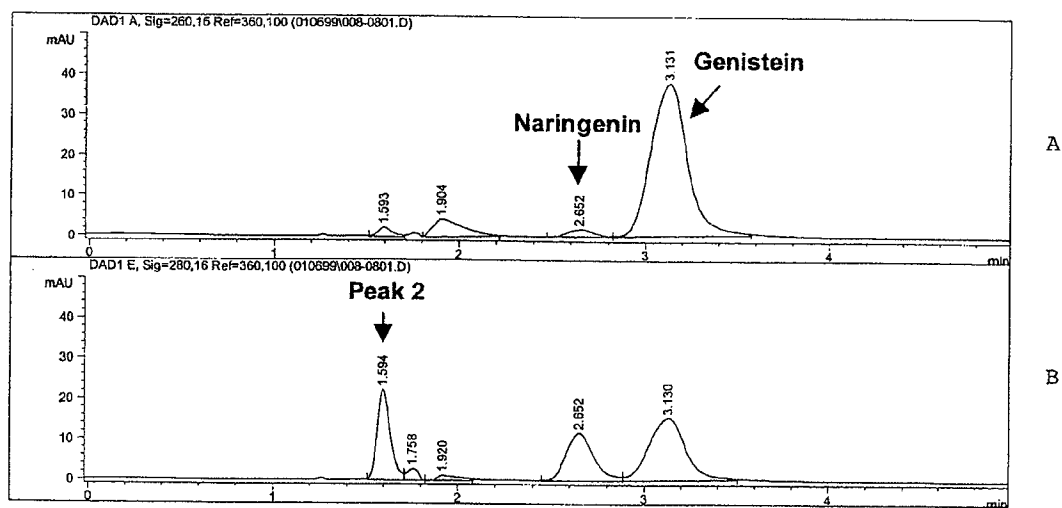 DAD1 A, Sig=260,16 Ref=360,100 (010699\008-0801.D)
mAU
40
30
20
10
0
1.593
1.904
2.652
3.131
Naringenin
Genistein
A
0
2
3
4
min
DAD1 E, Sig=280,16 Ref=360,100 (010699\008-0801.D)
mAU
Peak 2
40
30
20
10
0
1.594
1.758
1.920
2.652
3.130
B
0
1
2
3
4
min